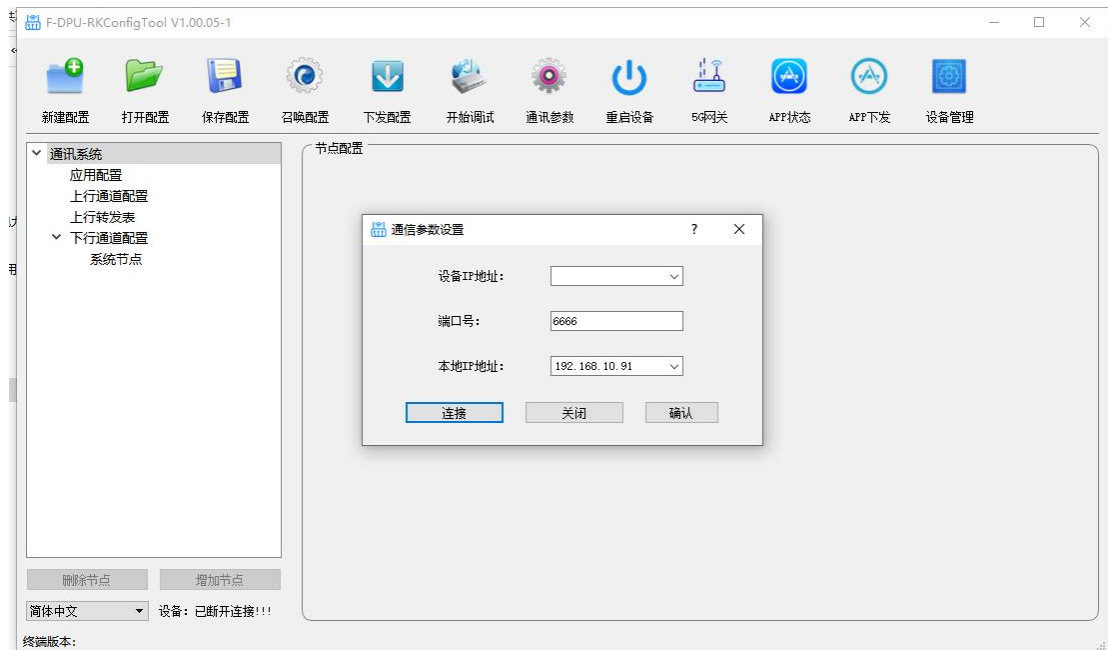 F-DPU-RKConfigTool V1.00.05-1
新建配置 打开配置 保存配置 召唤配置 下发配置 开始调试 通讯参数 重启设备 5G网关 APP状态 APP下发 设备管理
通讯系统
应用配置
上行通道配置
上行转发表
下行通道配置
系统节点
节点配置
通信参数设置
?
设备IP地址:
端口号: 6666
本地IP地址: 192.168.10.91
连接 关闭 确认
删除节点 增加节点
简体中文 设备: 已断开连接!!!
终端版本: